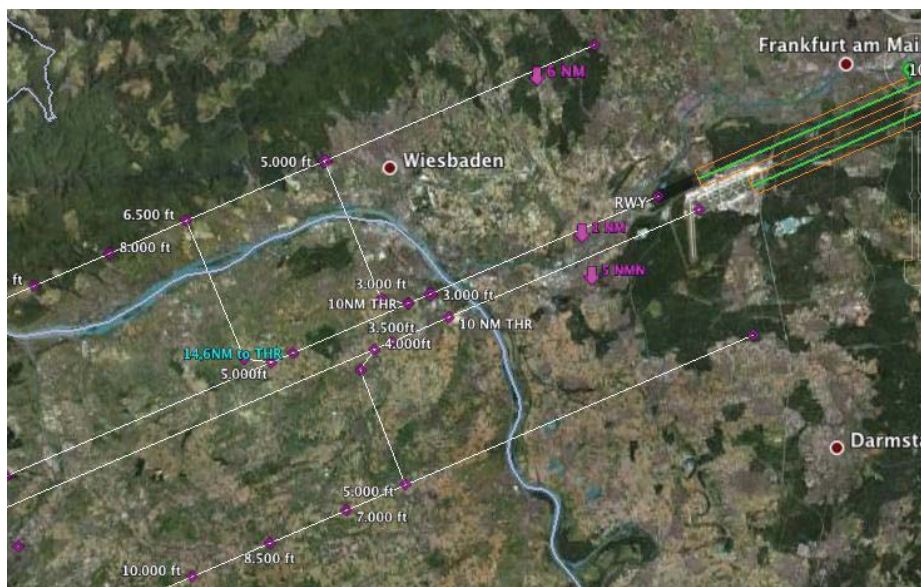 Frankfurt am Mai
10
6 NM
5.000 ft
Wiesbaden
6.500 ft
RWY
8.000 ft
1 NM
ft
5 NMN
3.000 ft
3.000 ft
10NM THR
10 NM THR
3.500ft
4.000ft
14,6NM to THR
5.000ft
Darmsta
5.000 ft
7.000 ft
8.500 ft
10.000 ft